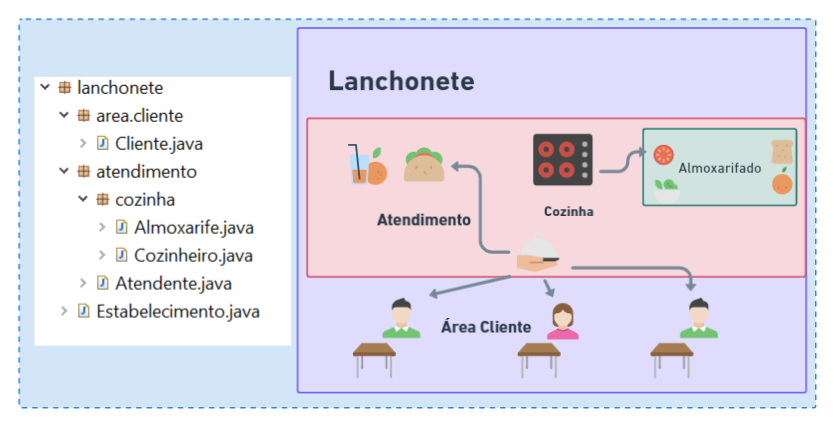 lanchonete
area.cliente
Cliente.java
atendimento
cozinha
Almoxarife.java
Cozinheiro.java
Atendente.java
Estabelecimento.java
Lanchonete
Almoxarifado
Cozinha
Atendimento
Área Cliente